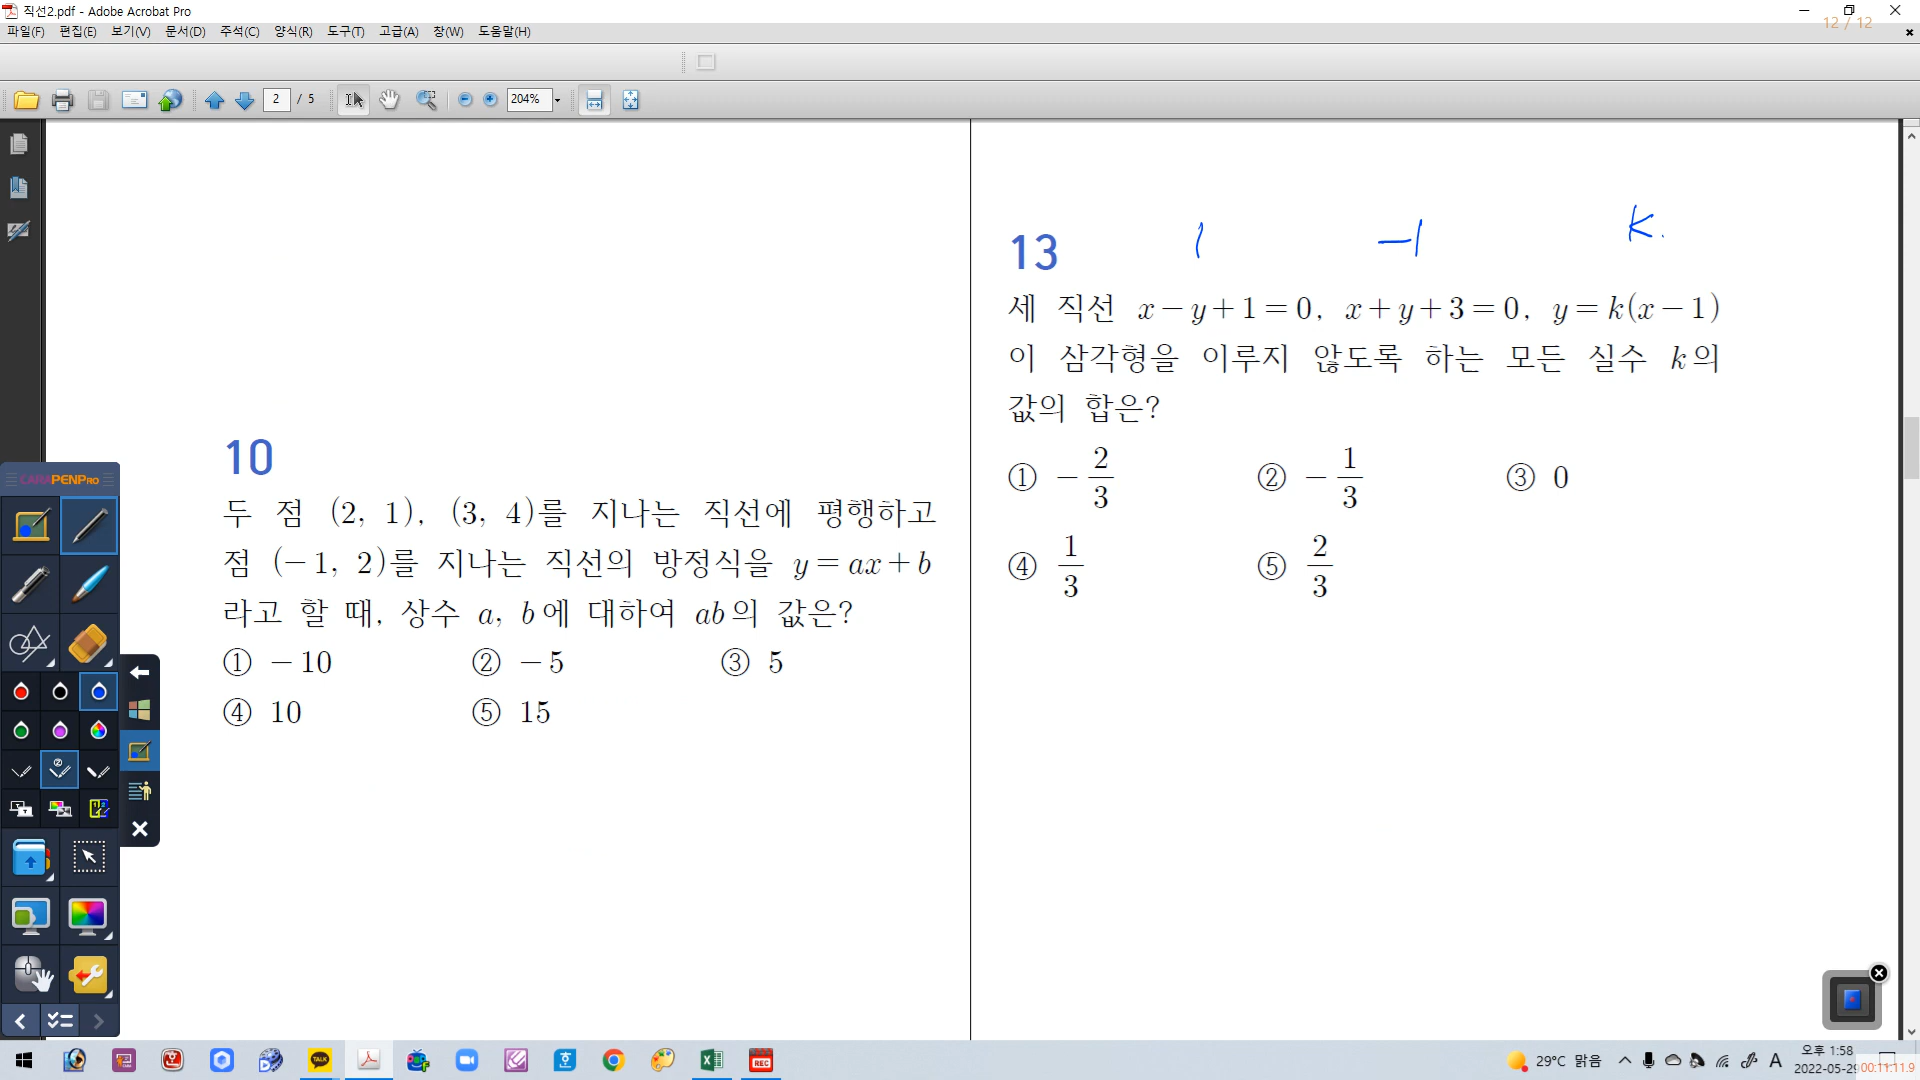 직선2.pdf - Adobe Acrobat Pro
12 / 12
파일(F) 편집(E) 보기(V) 문서(D) 주석(C) 양식(R) 도구(T) 고급(A) 창(W) 도움말(H)
2 / 5 204%
1 -1 k.
13
세 직선 x-y+1=0, x+y+3=0, y=k(x-1)
이 삼각형을 이루지 않도록 하는 모든 실수 k의
값의 합은?
① -2/3 ② -1/3 ③ 0
④ 1/3 ⑤ 2/3
10
두 점 (2, 1), (3, 4)를 지나는 직선에 평행하고
점 (-1, 2)를 지나는 직선의 방정식을 y=ax+b
라고 할 때, 상수 a, b에 대하여 ab의 값은?
① -10 ② -5 ③ 5
④ 10 ⑤ 15
CARAPENPRO
②
TALK
REC
29°C 맑음
A
오후 1:58
2022-05-29
00:11:11.9